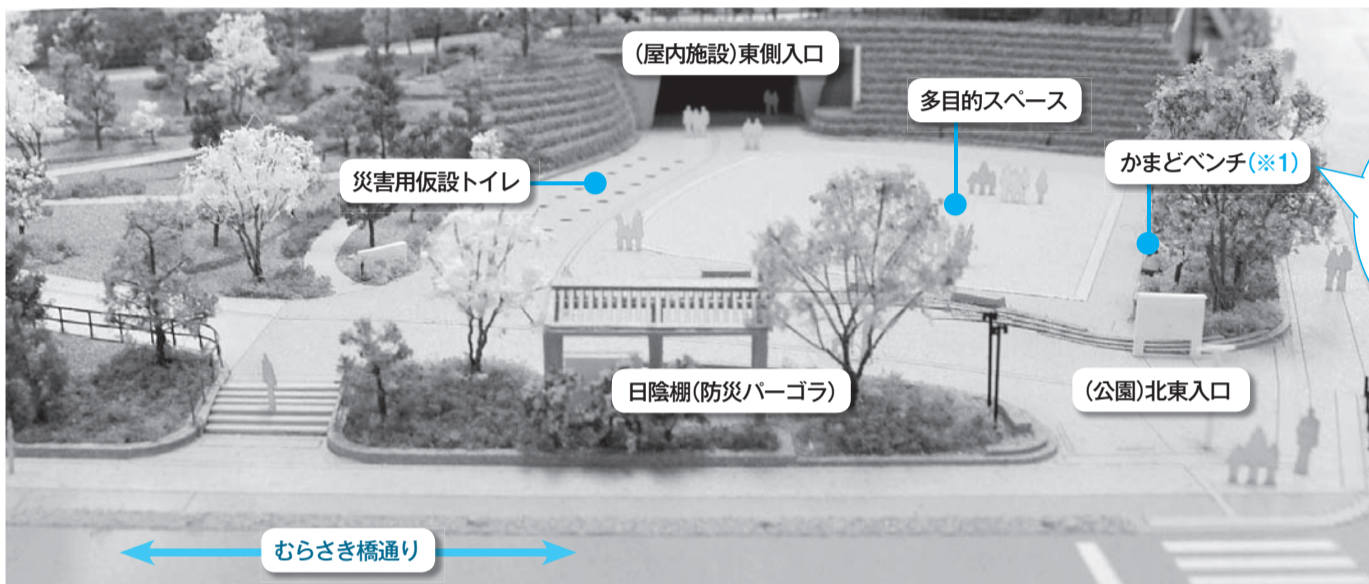 (屋内施設)東側入口
多目的スペース
かまどベンチ(※1)
災害用仮設トイレ
日陰棚(防災パーゴラ)
(公園)北東入口
むらさき橋通り